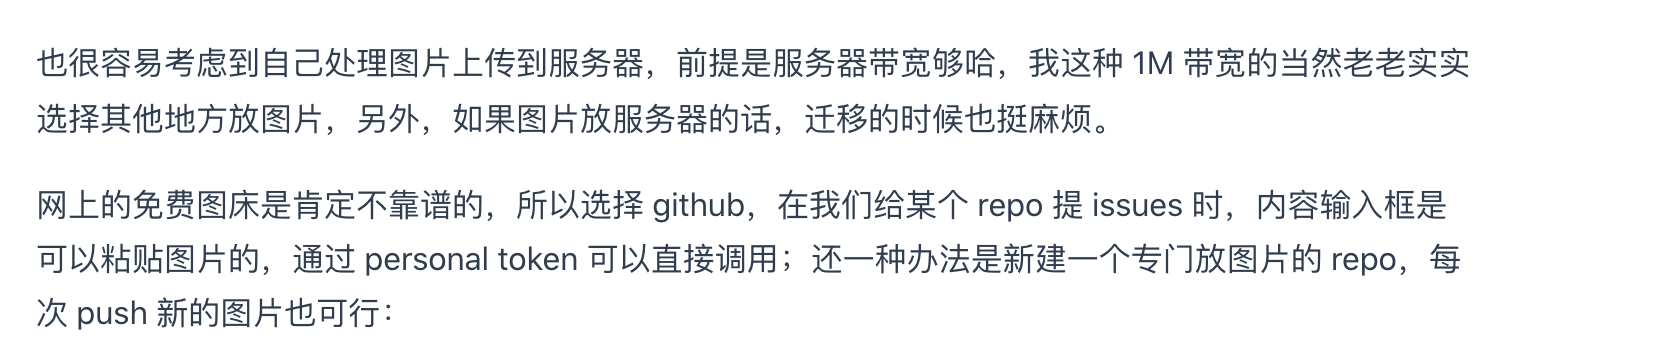 也很容易考虑到自己处理图片上传到服务器，前提是服务器带宽够哈，我这种 1M 带宽的当然老老实实
选择其他地方放图片，另外，如果图片放服务器的话，迁移的时候也挺麻烦。
网上的免费图床是肯定不靠谱的，所以选择 github，在我们给某个 repo 提 issues 时，内容输入框是
可以粘贴图片的，通过 personal token 可以直接调用；还一种办法是新建一个专门放图片的 repo，每
次 push 新的图片也可行：